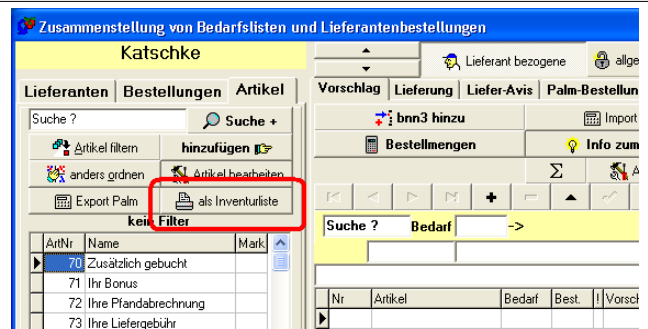 Zusammenstellung von Bedarfslisten und Lieferantenbestellungen
Katschke
Lieferant bezogene
allge
Lieferanten Bestellungen Artikel
Vorschlag Lieferung Liefer-Avis Palm-Bestellun
Suche ? Suche +
bnn3 hinzu Import
Artikel filtern hinzufügen
Bestellmengen Info zum
anders ordnen Artikel bearbeiten
Σ A
Export Palm als Inventurliste
kein Filter
Suche ? Bedarf ->
ArtNr Name Mark
70 Zusätzlich gebucht
71 Ihr Bonus
72 Ihre Pfandabrechnung
73 Ihre Liefergebühr
Nr Artikel Bedarf Best. ! Vorsch